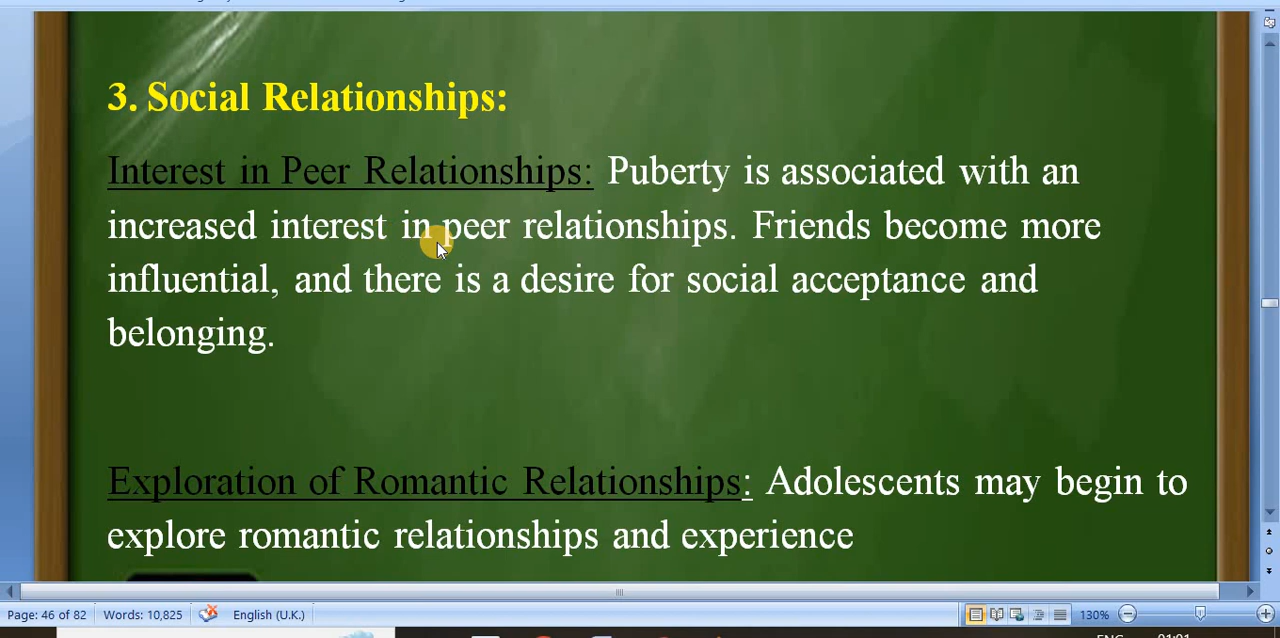 3. Social Relationships:
Interest in Peer Relationships: Puberty is associated with an
increased interest in peer relationships. Friends become more
influential, and there is a desire for social acceptance and
belonging.
Exploration of Romantic Relationships: Adolescents may begin to
explore romantic relationships and experience
Page: 46 of 82 Words: 10,825 English (U.K.) 130%